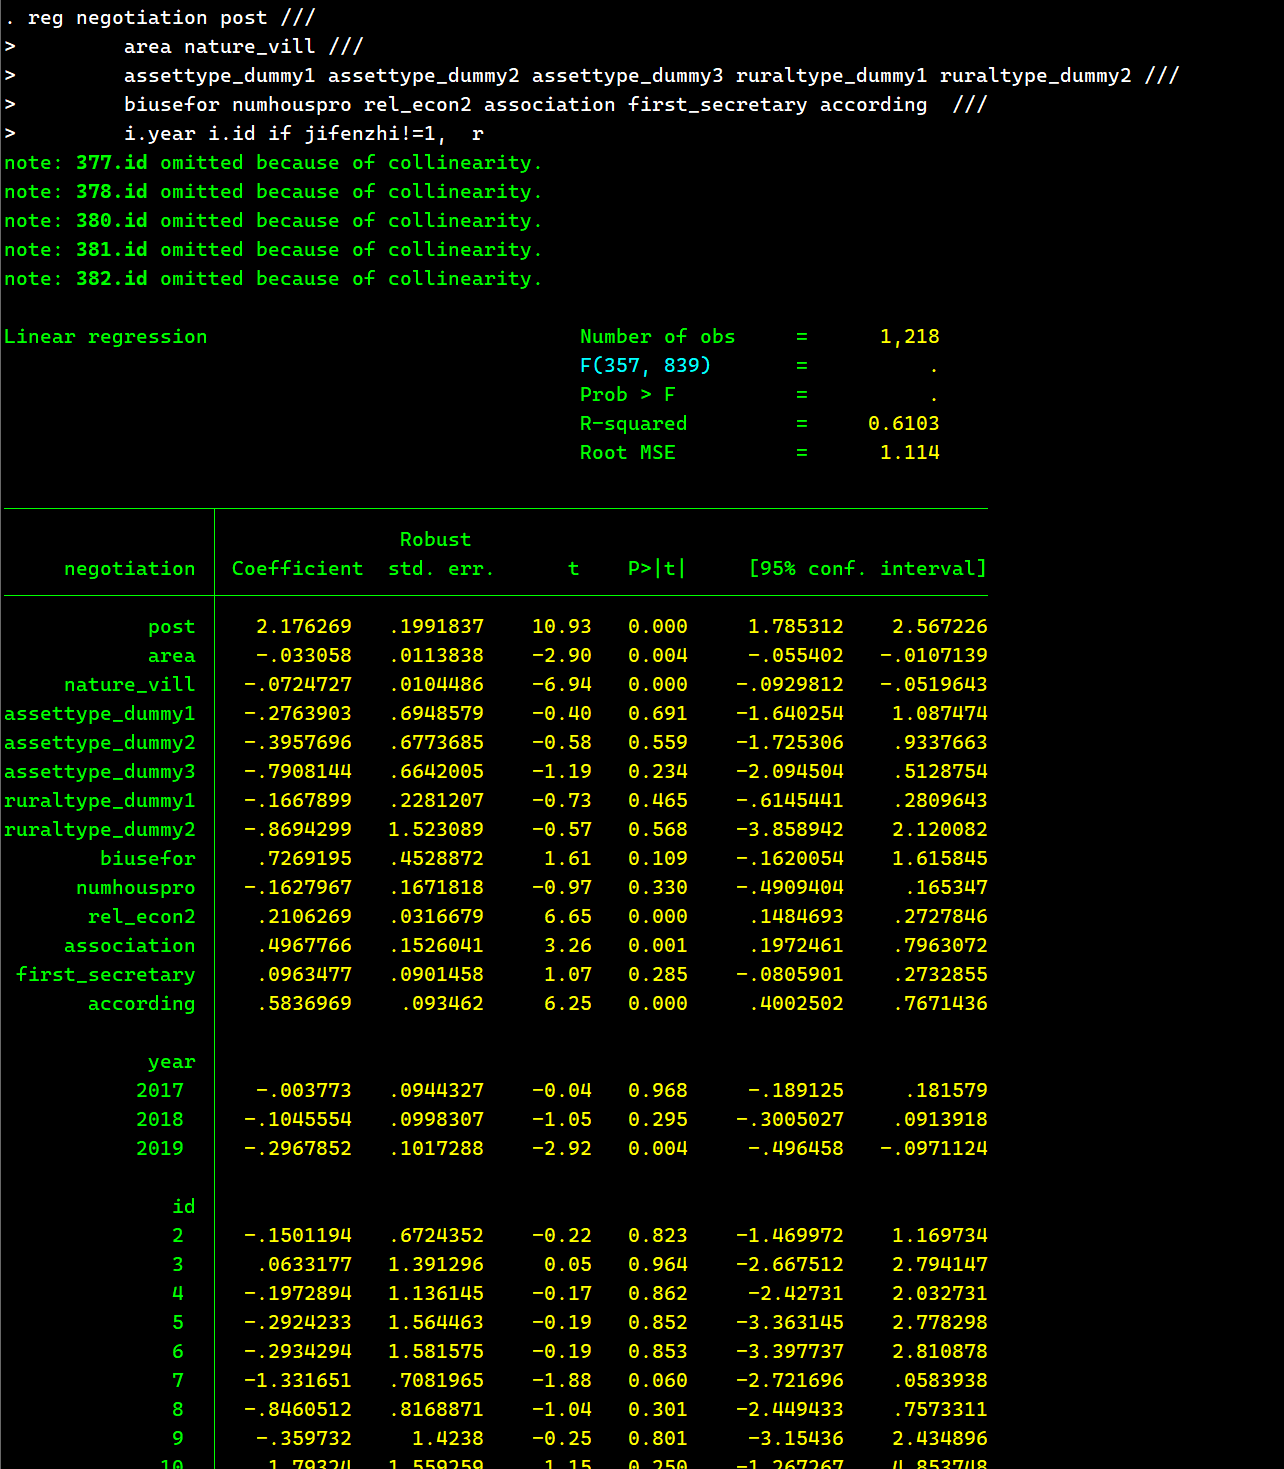 . reg negotiation post ///
> area nature_vill ///
> assettype_dummy1 assettype_dummy2 assettype_dummy3 ruraltype_dummy1 ruraltype_dummy2 ///
> biusefor numhouspro rel_econ2 association first_secretary according ///
> i.year i.id if jifenzhi!=1, r
note: 377.id omitted because of collinearity.
note: 378.id omitted because of collinearity.
note: 380.id omitted because of collinearity.
note: 381.id omitted because of collinearity.
note: 382.id omitted because of collinearity.
Linear regression Number of obs = 1,218
F(357, 839) = .
Prob > F = .
R-squared = 0.6103
Root MSE = 1.114
Robust
negotiation Coefficient std. err. t P>|t| [95% conf. interval]
post 2.176269 .1991837 10.93 0.000 1.785312 2.567226
area -.033058 .0113838 -2.90 0.004 -.055402 -.0107139
nature_vill -.0724727 .0104486 -6.94 0.000 -.0929812 -.0519643
assettype_dummy1 -.2763903 .6948579 -0.40 0.691 -1.640254 1.087474
assettype_dummy2 -.3957696 .6773685 -0.58 0.559 -1.725306 .9337663
assettype_dummy3 -.7908144 .6642005 -1.19 0.234 -2.094504 .5128754
ruraltype_dummy1 -.1667899 .2281207 -0.73 0.465 -.6145441 .2809643
ruraltype_dummy2 -.8694299 1.523089 -0.57 0.568 -3.858942 2.120082
biusefor .7269195 .4528872 1.61 0.109 -.1620054 1.615845
numhouspro -.1627967 .1671818 -0.97 0.330 -.4909404 .165347
rel_econ2 .2106269 .0316679 6.65 0.000 .1484693 .2727846
association .4967766 .1526041 3.26 0.001 .1972461 .7963072
first_secretary .0963477 .0901458 1.07 0.285 -.0805901 .2732855
according .5836969 .093462 6.25 0.000 .4002502 .7671436
year
2017 -.003773 .0944327 -0.04 0.968 -.189125 .181579
2018 -.1045554 .0998307 -1.05 0.295 -.3005027 .0913918
2019 -.2967852 .1017288 -2.92 0.004 -.496458 -.0971124
id
2 -.1501194 .6724352 -0.22 0.823 -1.469972 1.169734
3 .0633177 1.391296 0.05 0.964 -2.667512 2.794147
4 -.1972894 1.136145 -0.17 0.862 -2.42731 2.032731
5 -.2924233 1.564463 -0.19 0.852 -3.363145 2.778298
6 -.2934294 1.581575 -0.19 0.853 -3.397737 2.810878
7 -1.331651 .7081965 -1.88 0.060 -2.721696 .0583938
8 -.8460512 .8168871 -1.04 0.301 -2.449433 .7573311
9 -.359732 1.4238 -0.25 0.801 -3.15436 2.434896
10 1.79324 1.559259 1.15 0.250 -1.267267 4.853748